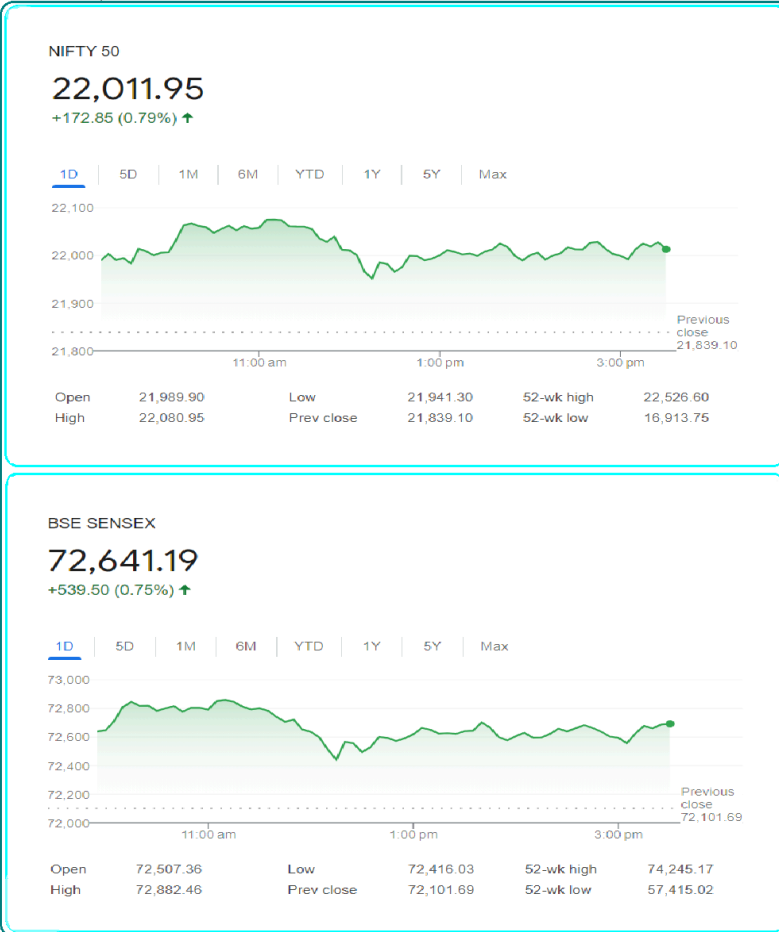 NIFTY 50
22,011.95
+172.85 (0.79%) ↑
1D 5D 1M 6M YTD 1Y 5Y Max
22,100
22,000
21,900
21,800
Previous
close
21,839.10
11:00 am 1:00 pm 3:00 pm
Open 21,989.90 Low 21,941.30 52-wk high 22,526.60
High 22,080.95 Prev close 21,839.10 52-wk low 16,913.75
BSE SENSEX
72,641.19
+539.50 (0.75%) ↑
1D 5D 1M 6M YTD 1Y 5Y Max
73,000
72,800
72,600
72,400
72,200
72,000
Previous
close
72,101.69
11:00 am 1:00 pm 3:00 pm
Open 72,507.36 Low 72,416.03 52-wk high 74,245.17
High 72,882.46 Prev close 72,101.69 52-wk low 57,415.02